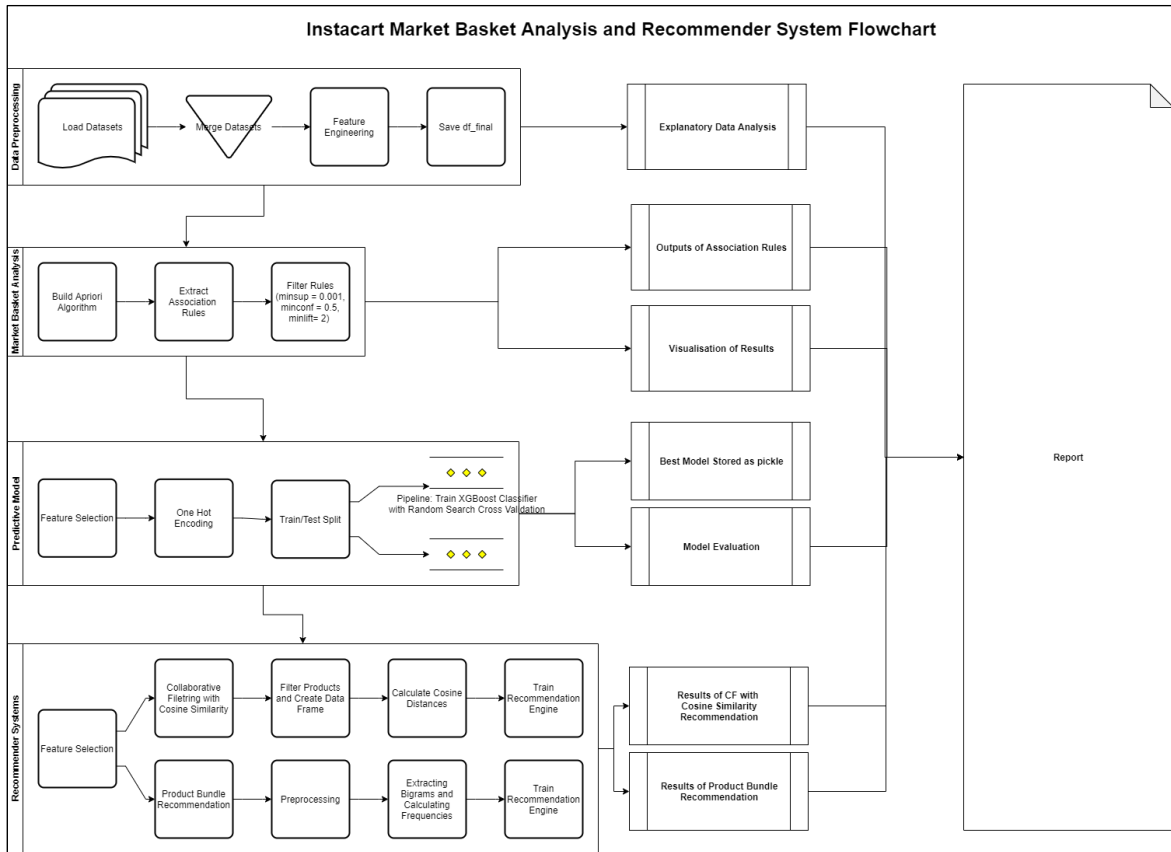 Instacart Market Basket Analysis and Recommender System Flowchart
Data Preprocessing
Load Datasets
Merge Datasets
Feature
Engineering
Save df_final
Explanatory Data Analysis
Market Basket Analysis
Build Apriori
Algorithm
Extract
Association
Rules
Filter Rules
(minsup = 0.001,
minconf = 0.5,
minlift= 2)
Outputs of Association Rules
Visualisation of Results
Predictive Model
Feature Selection
One Hot
Encoding
Train/Test Split
Pipeline: Train XGBoost Classifier
with Random Search Cross Validation
Best Model Stored as pickle
Model Evaluation
Report
Recommender Systems
Feature Selection
Collaborative
Filetring with
Cosine Similarity
Filter Products
and Create Data
Frame
Calculate Cosine
Distances
Train
Recommendation
Engine
Results of CF with
Cosine Similarity
Recommendation
Product Bundle
Recommendation
Preprocessing
Extracting
Bigrams and
Calculating
Frequencies
Train
Recommendation
Engine
Results of Product Bundle
Recommendation